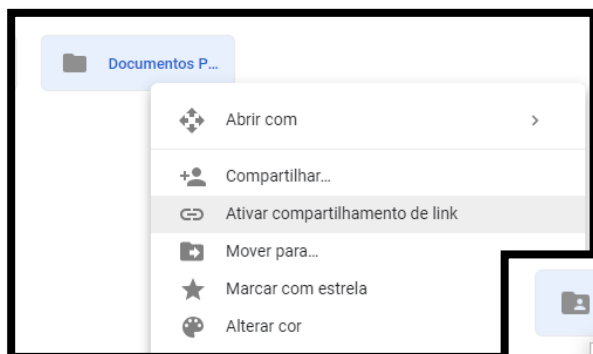 Documentos P...
Abrir com
Compartilhar...
Ativar compartilhamento de link
Mover para...
Marcar com estrela
Alterar cor